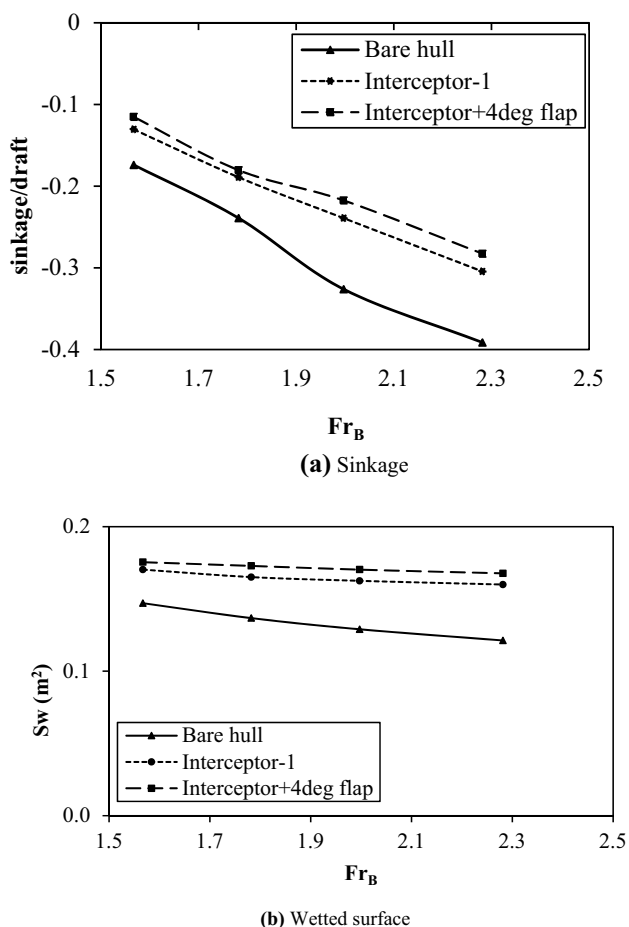 0
-0.1
-0.2
-0.3
-0.4
sinkage/draft
Bare hull
Interceptor-1
Interceptor+4deg flap
1.5 1.7 1.9 2.1 2.3 2.5
FrB
(a) Sinkage
0.2
0.1
0.0
Sw (m²)
Bare hull
Interceptor-1
Interceptor+4deg flap
1.5 1.7 1.9 2.1 2.3 2.5
FrB
(b) Wetted surface